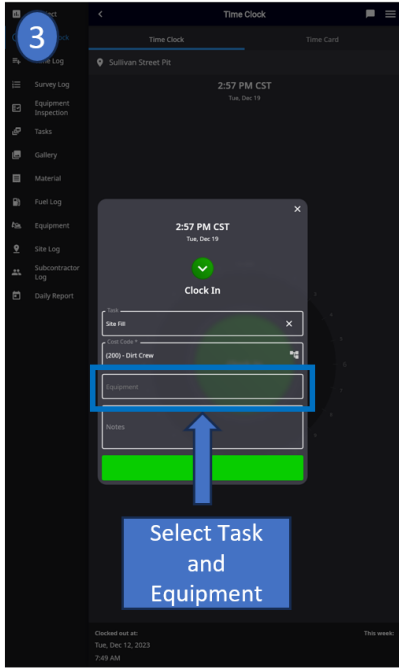 3
Time Clock
Time Clock
Time Card
Log
Sullivan Street Pit
Survey Log
2:57 PM CST
Tue, Dec 19
Equipment
Inspection
Tasks
Gallery
Material
Fuel Log
Equipment
Site Log
Subcontractor
Log
Daily Report
2:57 PM CST
Tue, Dec 19
Clock In
Task
Site Fill
Cost Code *
(200) - Dirt Crew
Equipment
Notes
Select Task
and
Equipment
Clocked out at:
This week:
Tue, Dec 12, 2023
7:49 AM